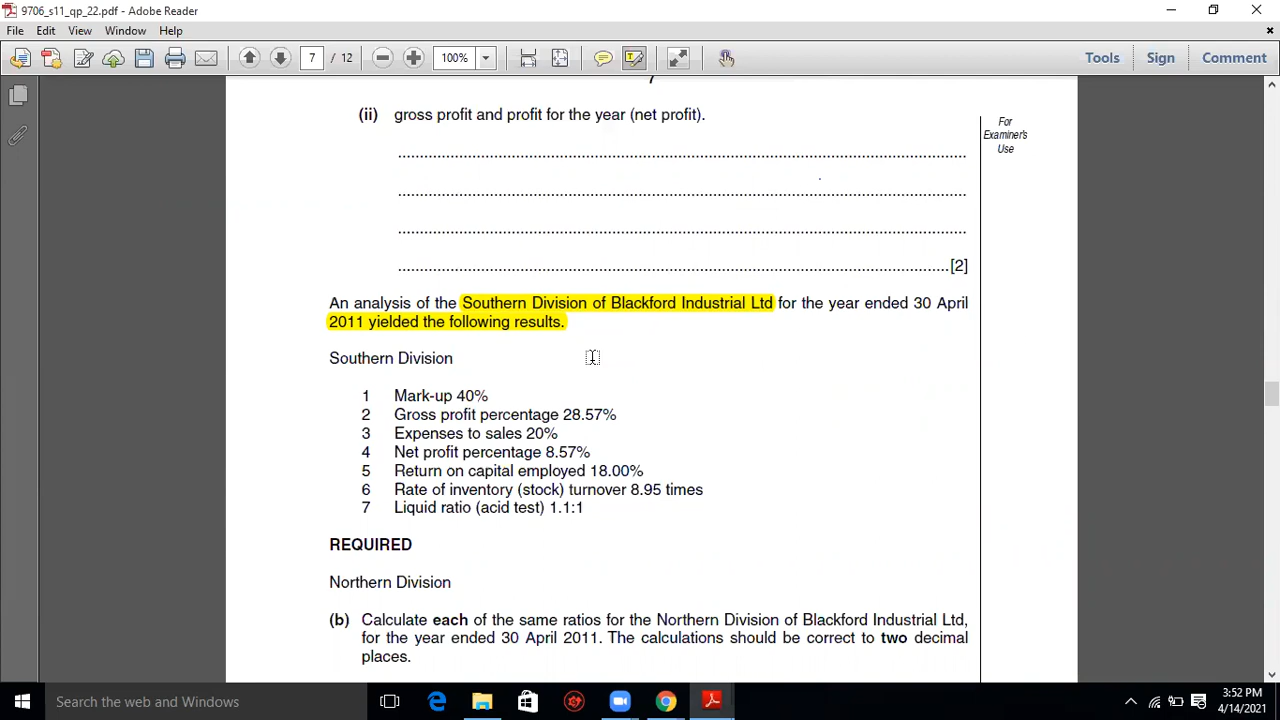 9706_s11_qp_22.pdf - Adobe Reader
File Edit View Window Help
7 / 12 100% Tools Sign Comment
7
(ii) gross profit and profit for the year (net profit).
For
Examiner's
Use
..........................................................................................................................
..........................................................................................................................
..........................................................................................................................
......................................................................................................................[2]
An analysis of the Southern Division of Blackford Industrial Ltd for the year ended 30 April
2011 yielded the following results.
Southern Division
1 Mark-up 40%
2 Gross profit percentage 28.57%
3 Expenses to sales 20%
4 Net profit percentage 8.57%
5 Return on capital employed 18.00%
6 Rate of inventory (stock) turnover 8.95 times
7 Liquid ratio (acid test) 1.1:1
REQUIRED
Northern Division
(b) Calculate each of the same ratios for the Northern Division of Blackford Industrial Ltd,
for the year ended 30 April 2011. The calculations should be correct to two decimal
places.
Search the web and Windows
3:52 PM
4/14/2021